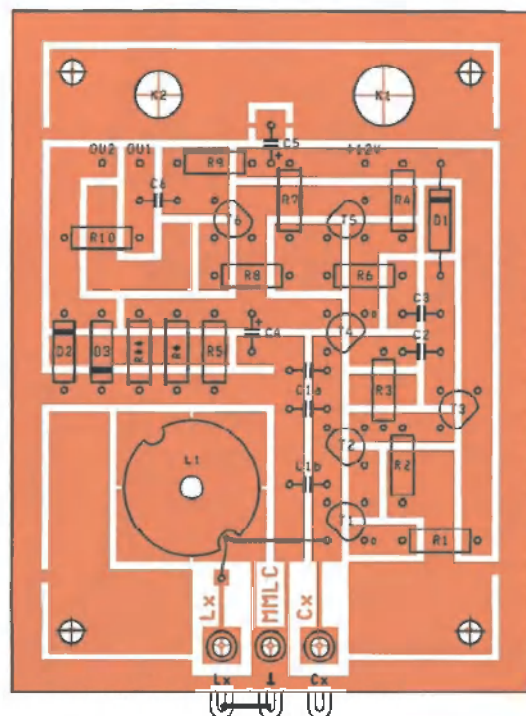 K2
K1
C5
+
OU2
OU1
+12V
R9
C6
R7
R4
D1
T6
T5
R10
R8
R6
C3
+
C4
T4
C2
D2
D3
R**
R*
R5
C1a
R3
T3
T2
L1
R2
C1b
T1
R1
Lx
MMLC
Cx
Lx
⊥
Cx